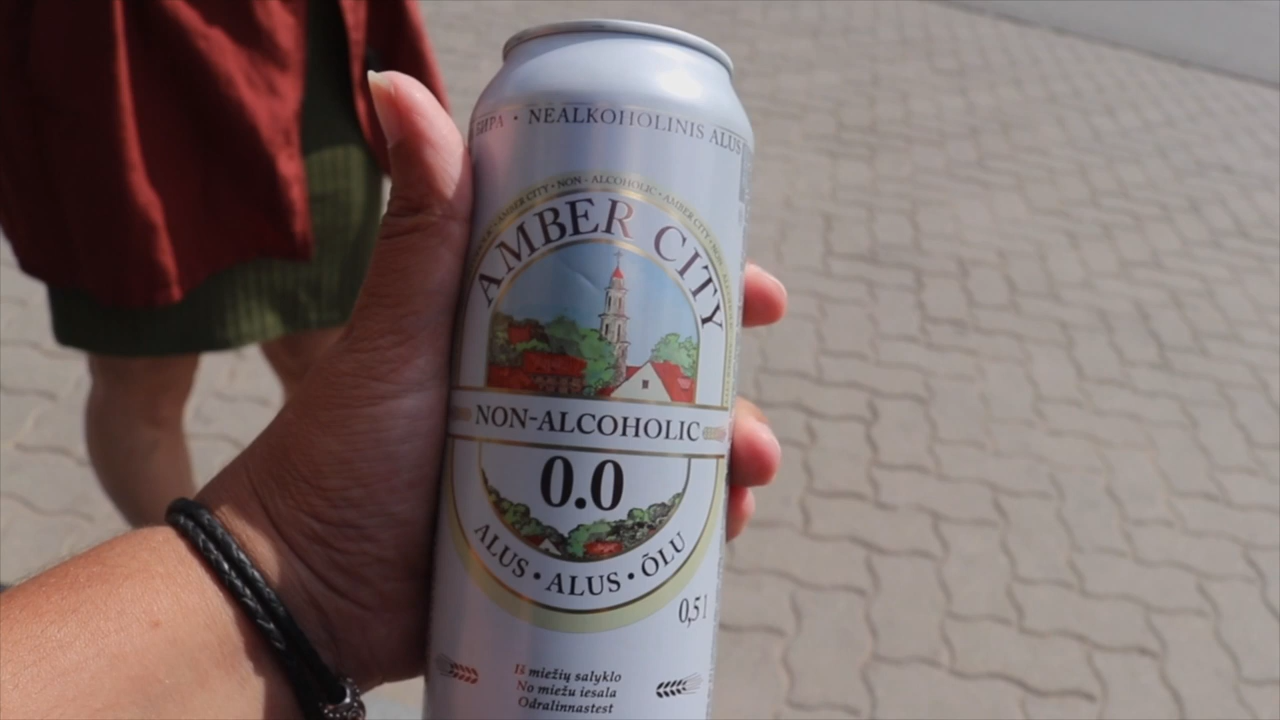 • NEALKOHOLINIS ALUS
AMBER CITY • NON - ALCOHOLIC • AMBER CITY • NON
AMBER CITY
NON-ALCOHOLIC
0.0
ALUS • ALUS • ÕLU
0,5 l
Iš miežių salyklo
No miežu iesala
Odralinnastest